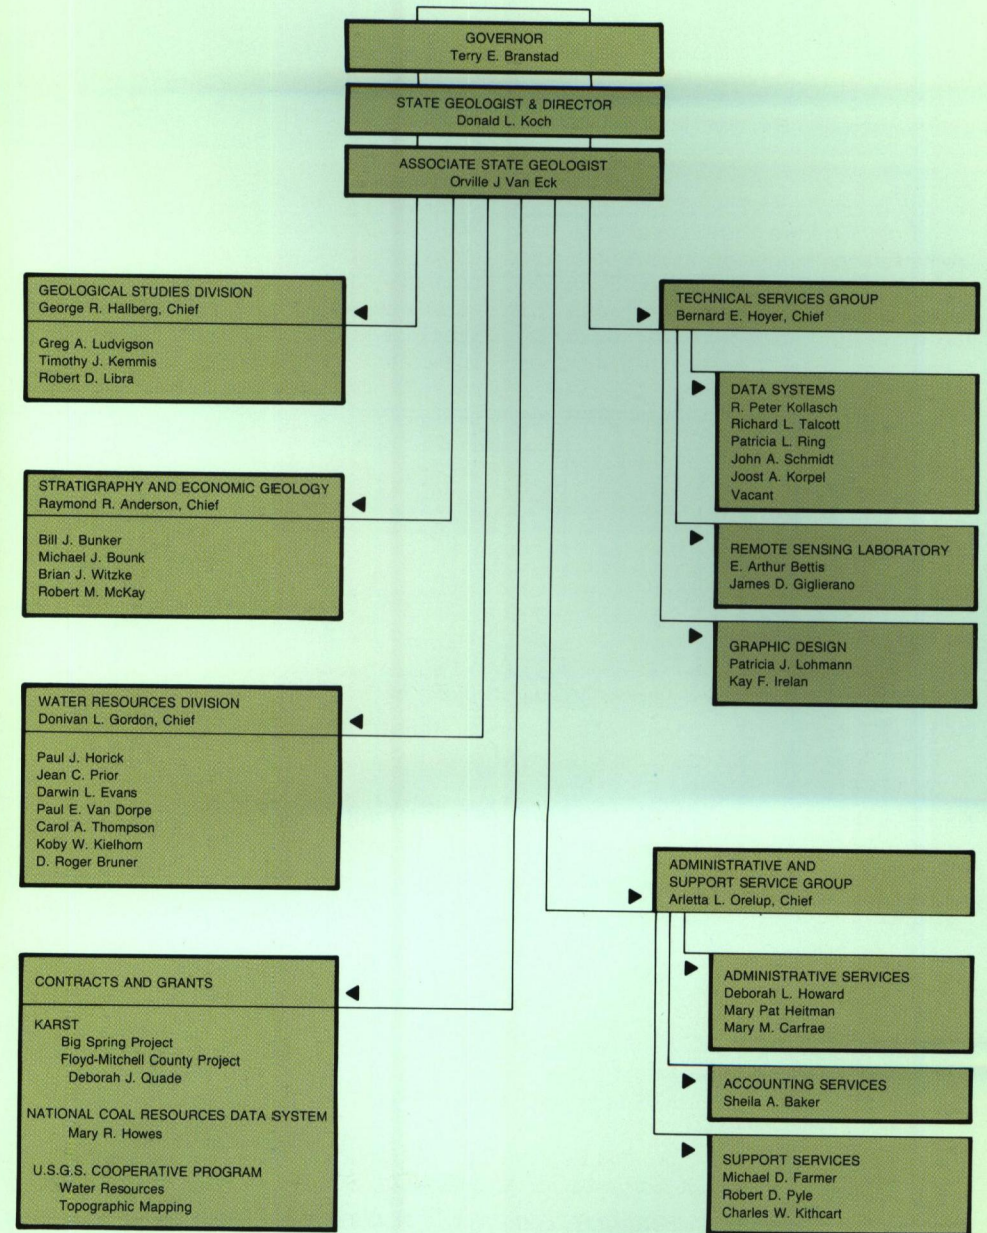 GOVERNOR
Terry E. Branstad
STATE GEOLOGIST & DIRECTOR
Donald L. Koch
ASSOCIATE STATE GEOLOGIST
Orville J Van Eck
GEOLOGICAL STUDIES DIVISION
George R. Hallberg, Chief
Greg A. Ludvigson
Timothy J. Kemmis
Robert D. Libra
STRATIGRAPHY AND ECONOMIC GEOLOGY
Raymond R. Anderson, Chief
Bill J. Bunker
Michael J. Bounk
Brian J. Witzke
Robert M. McKay
WATER RESOURCES DIVISION
Donivan L. Gordon, Chief
Paul J. Horick
Jean C. Prior
Darwin L. Evans
Paul E. Van Dorpe
Carol A. Thompson
Koby W. Kielhorn
D. Roger Bruner
CONTRACTS AND GRANTS
KARST
Big Spring Project
Floyd-Mitchell County Project
Deborah J. Quade
NATIONAL COAL RESOURCES DATA SYSTEM
Mary R. Howes
U.S.G.S. COOPERATIVE PROGRAM
Water Resources
Topographic Mapping
TECHNICAL SERVICES GROUP
Bernard E. Hoyer, Chief
DATA SYSTEMS
R. Peter Kollasch
Richard L. Talcott
Patricia L. Ring
John A. Schmidt
Joost A. Korpel
Vacant
REMOTE SENSING LABORATORY
E. Arthur Bettis
James D. Giglierano
GRAPHIC DESIGN
Patricia J. Lohmann
Kay F. Irelan
ADMINISTRATIVE AND
SUPPORT SERVICE GROUP
Arletta L. Orelup, Chief
ADMINISTRATIVE SERVICES
Deborah L. Howard
Mary Pat Heitman
Mary M. Carfrae
ACCOUNTING SERVICES
Sheila A. Baker
SUPPORT SERVICES
Michael D. Farmer
Robert D. Pyle
Charles W. Kithcart